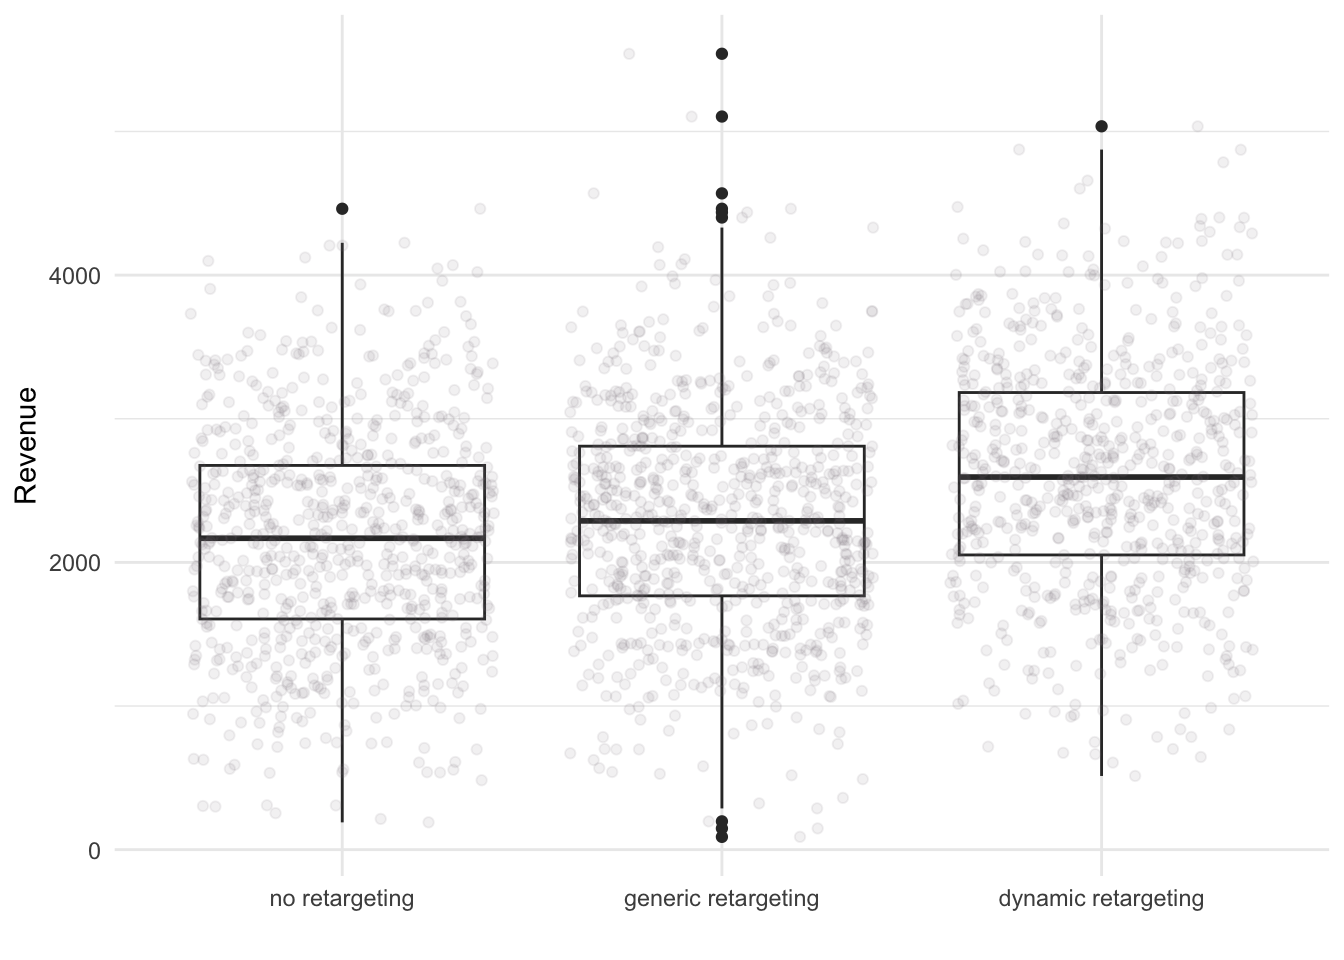 Revenue
4000
2000
0
no retargeting
generic retargeting
dynamic retargeting